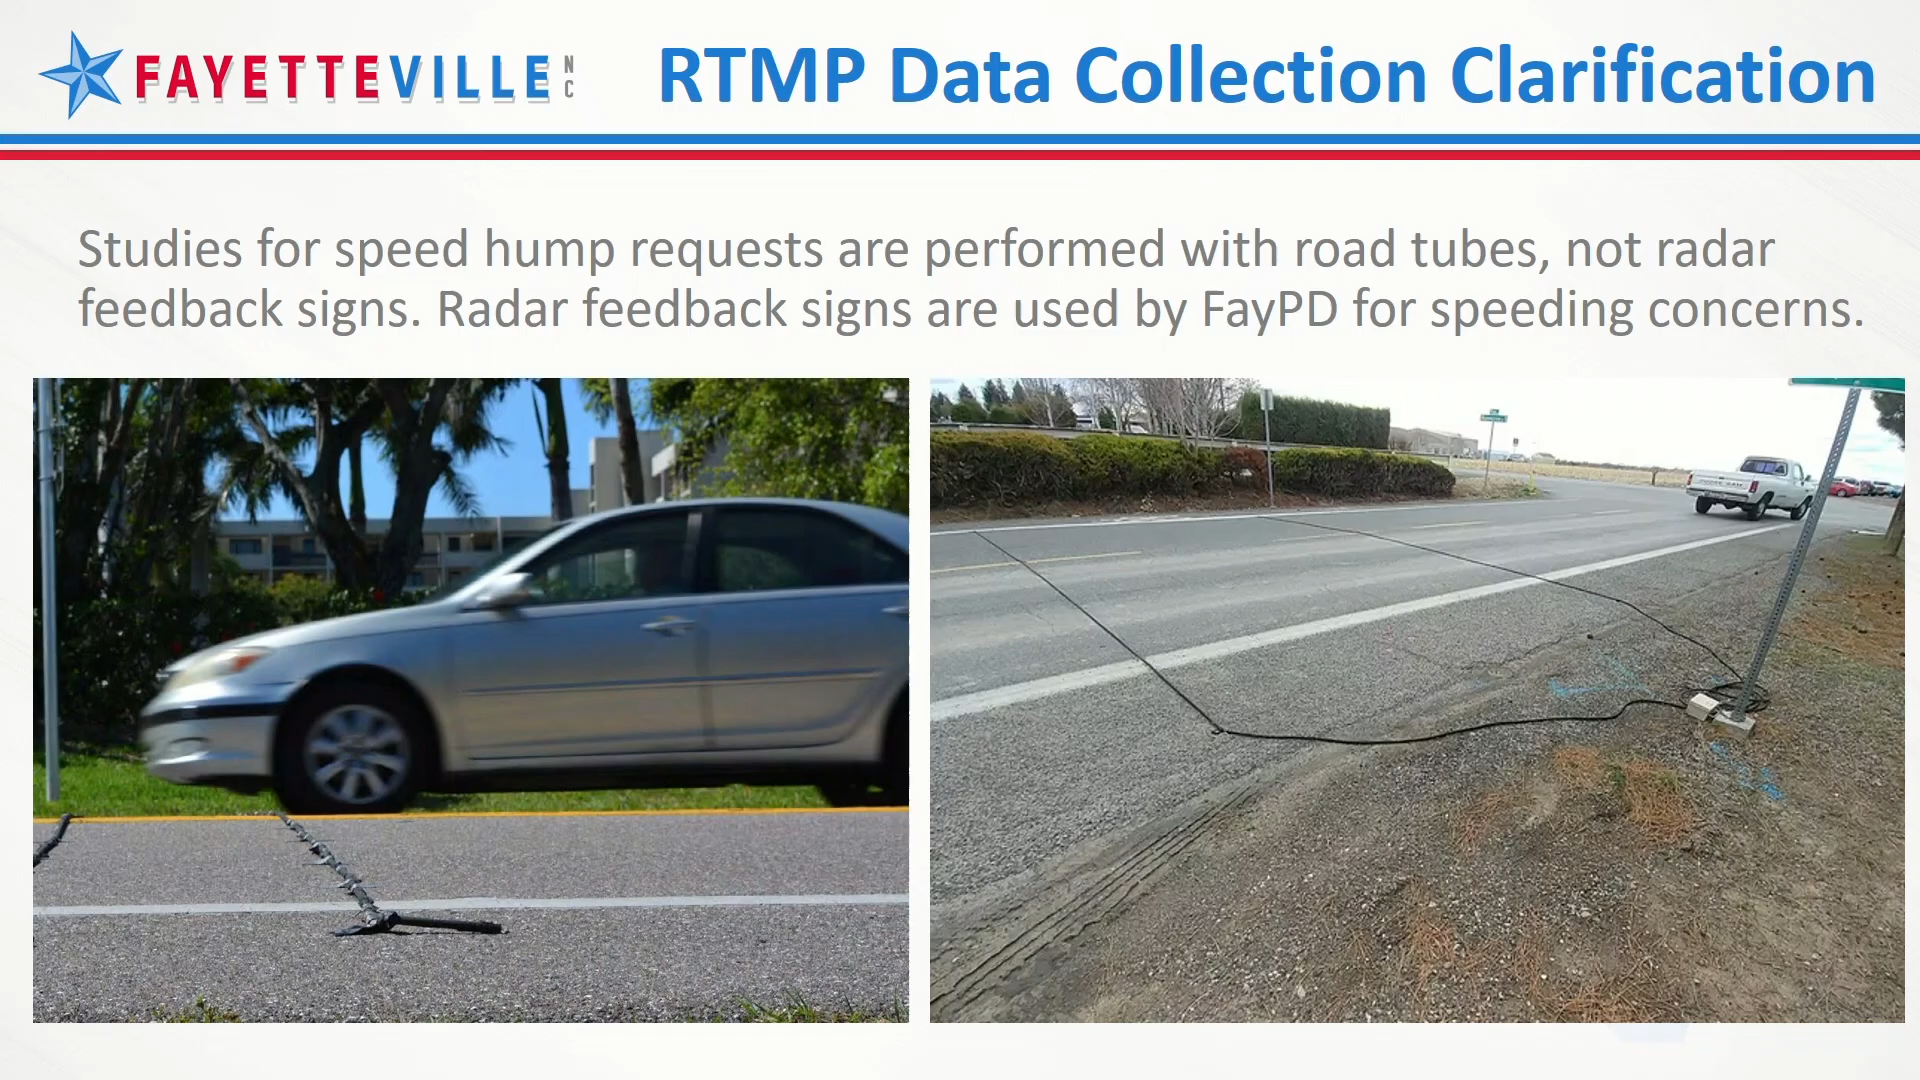 FAYETTEVILLE NC
RTMP Data Collection Clarification
Studies for speed hump requests are performed with road tubes, not radar
feedback signs. Radar feedback signs are used by FayPD for speeding concerns.